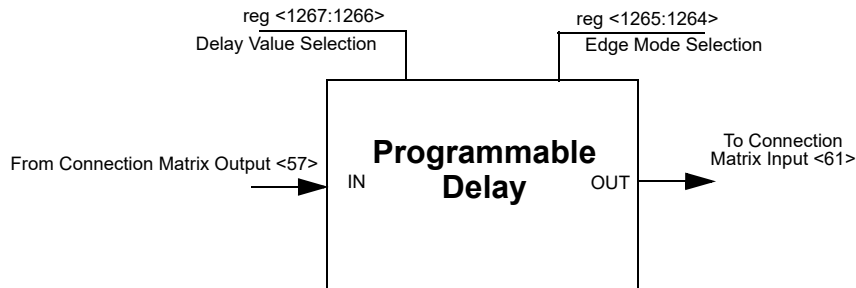 reg <1267:1266>
Delay Value Selection
reg <1265:1264>
Edge Mode Selection
From Connection Matrix Output <57>
IN
Programmable
Delay
OUT
To Connection
Matrix Input <61>